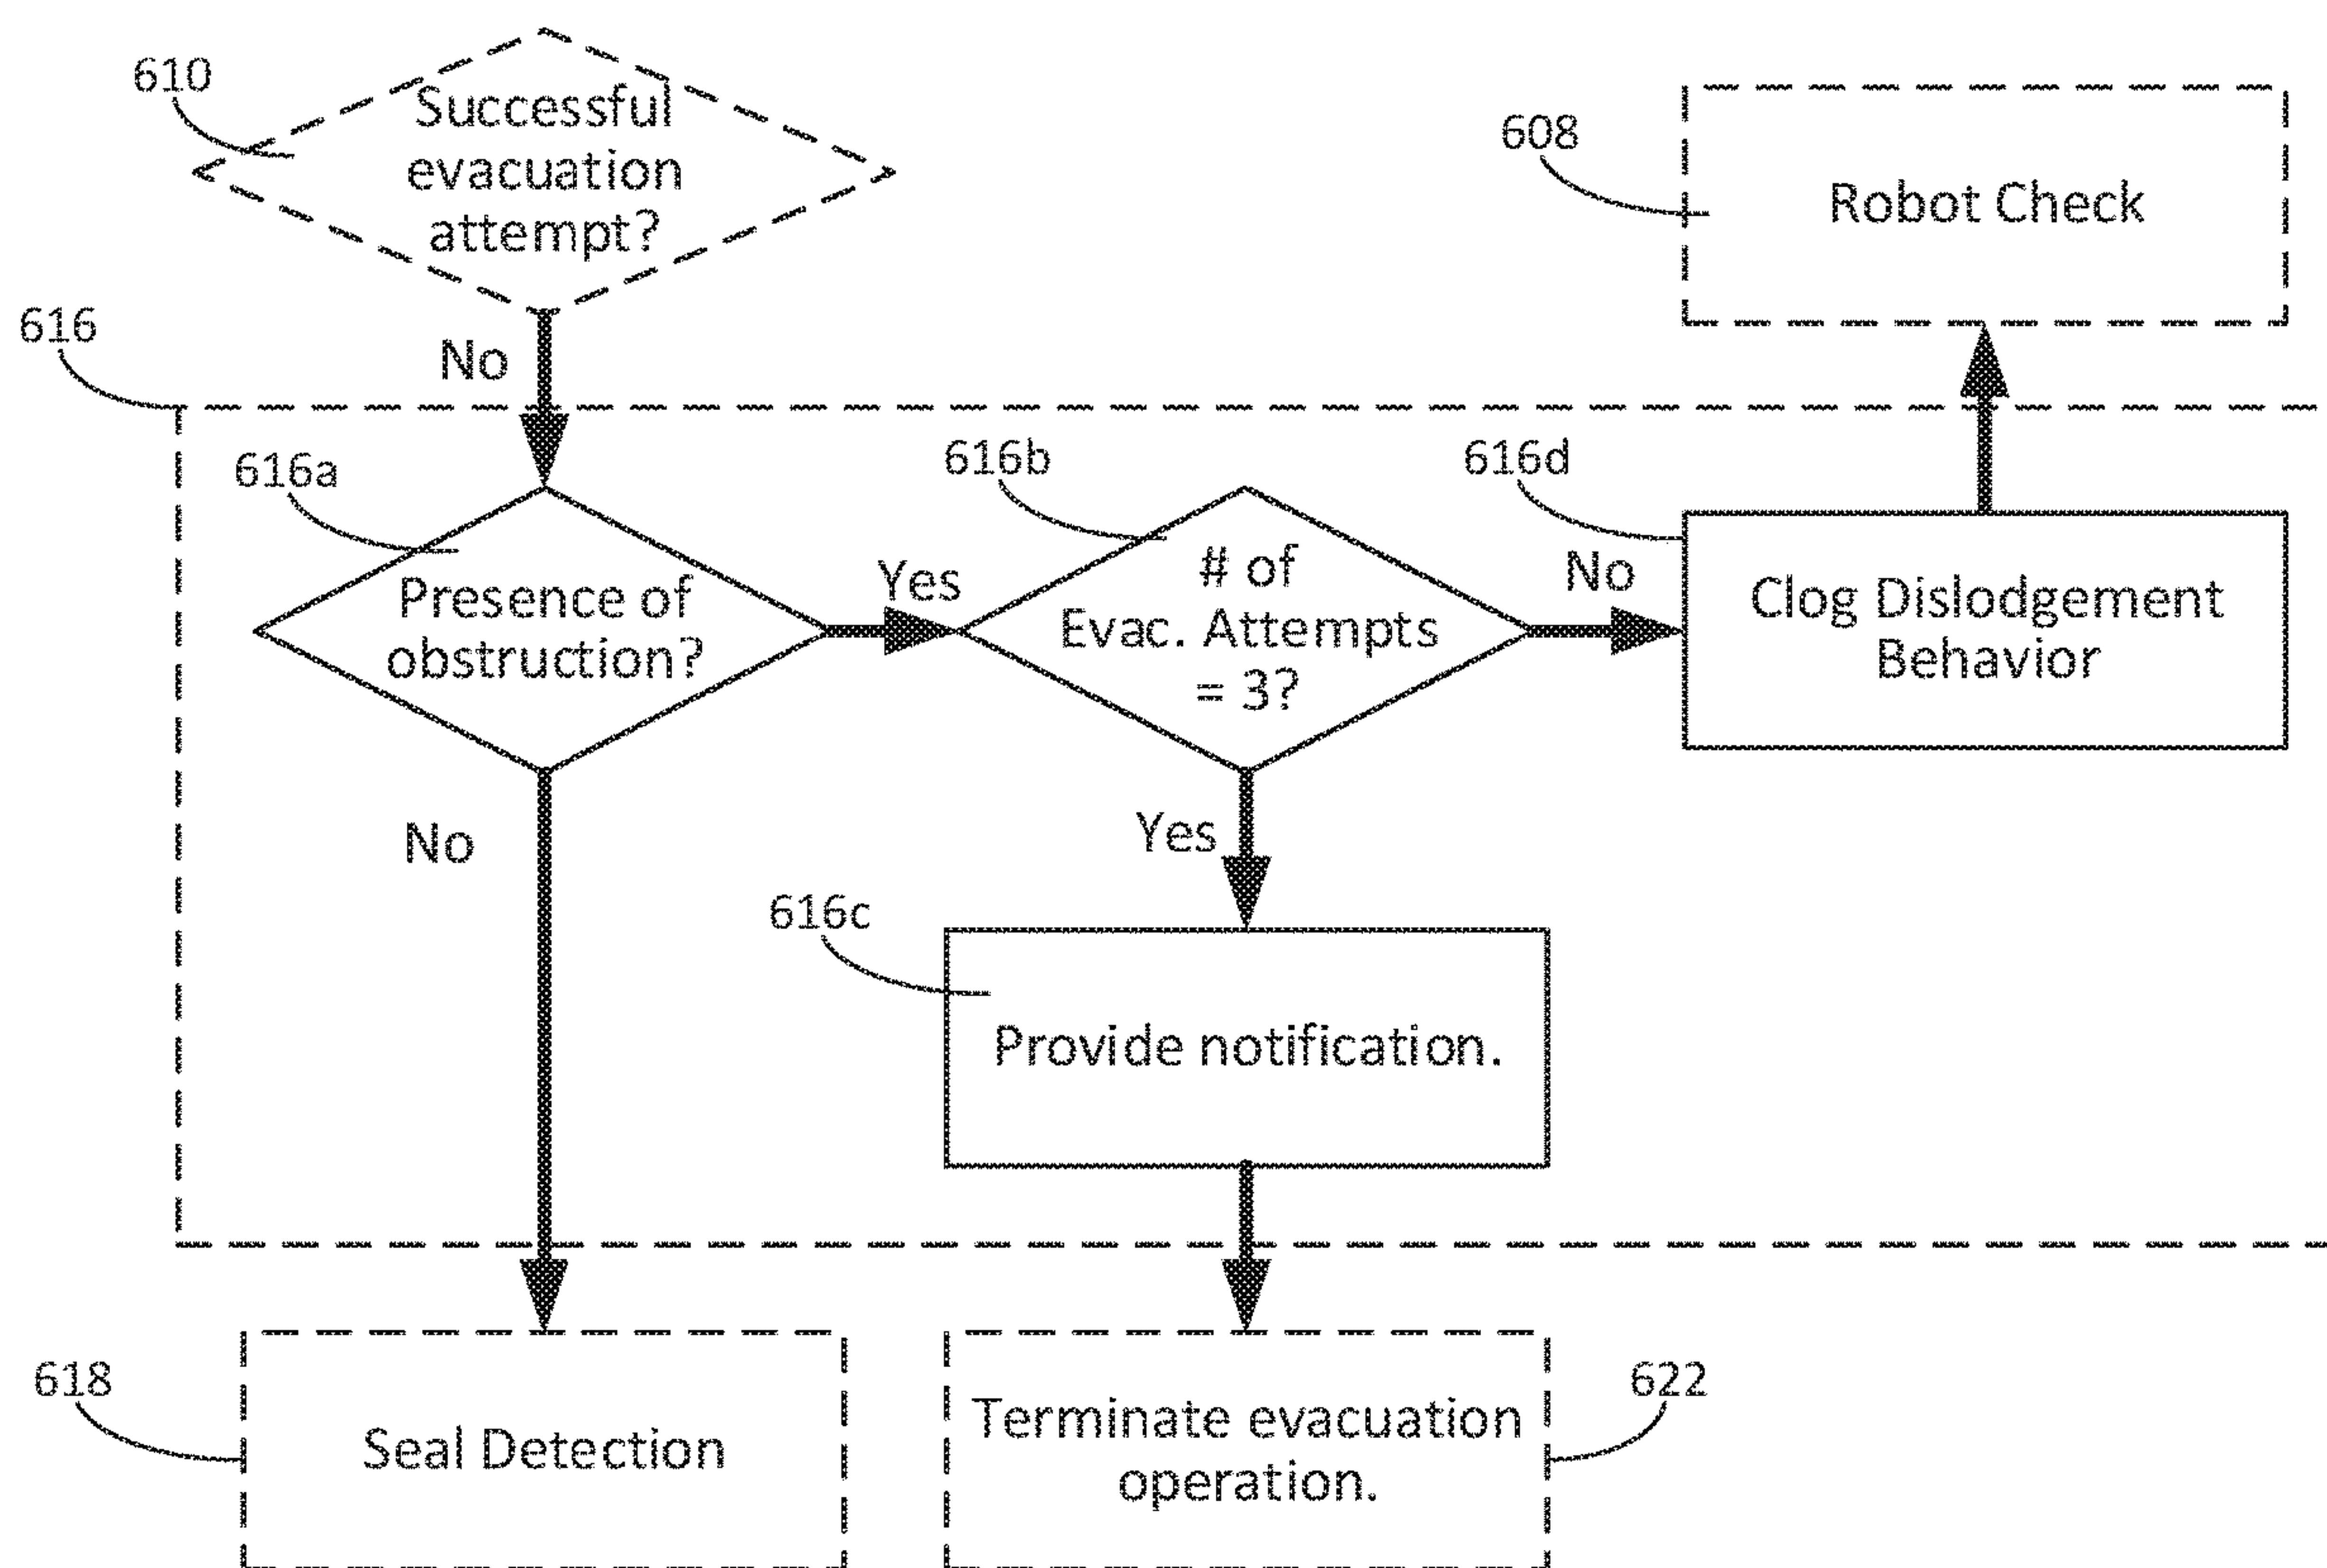 610
Successful
evacuation
attempt?
608
Robot Check
616
No
616a
Presence of
obstruction?
Yes
616b
# of
Evac. Attempts
= 3?
616d
No
Clog Dislodgement
Behavior
No
Yes
616c
Provide notification.
618
Seal Detection
Terminate evacuation
operation.
622